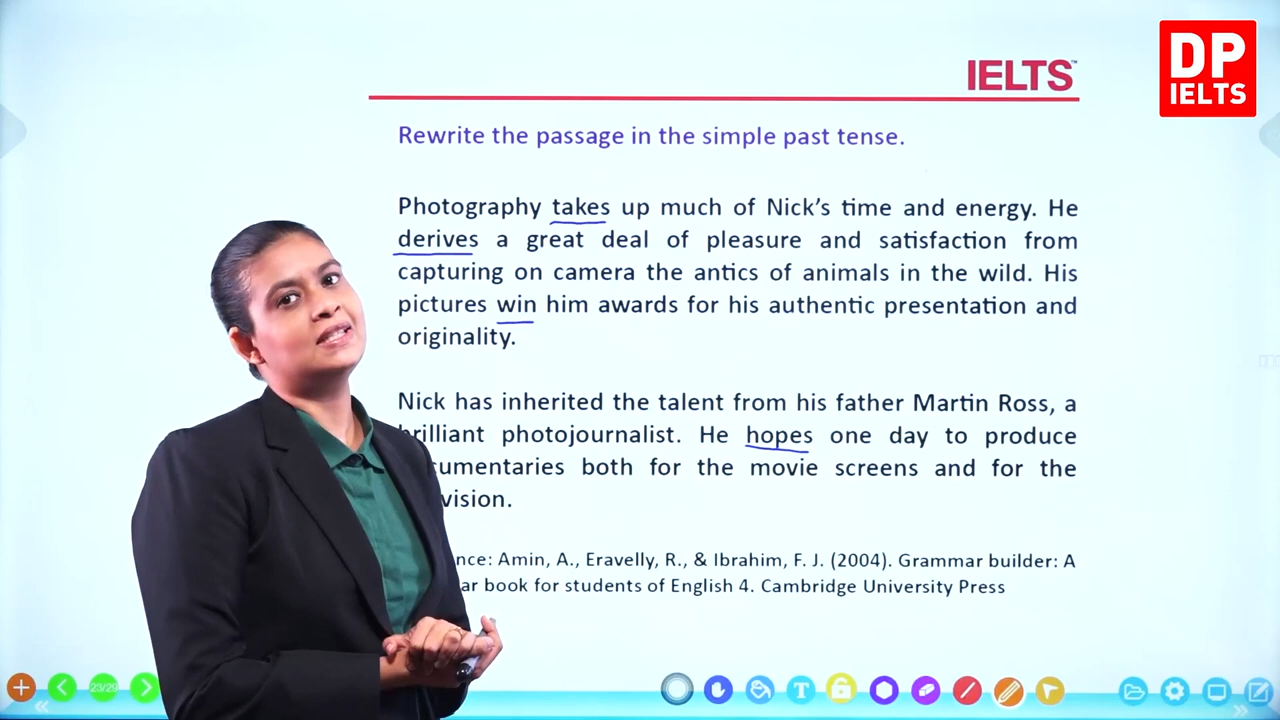 DP
IELTS
IELTS™
Rewrite the passage in the simple past tense.
Photography takes up much of Nick’s time and energy. He
derives a great deal of pleasure and satisfaction from
capturing on camera the antics of animals in the wild. His
pictures win him awards for his authentic presentation and
originality.
Nick has inherited the talent from his father Martin Ross, a
brilliant photojournalist. He hopes one day to produce
cumentaries both for the movie screens and for the
vision.
nce: Amin, A., Eravelly, R., & Ibrahim, F. J. (2004). Grammar builder: A
ar book for students of English 4. Cambridge University Press
23/29
T